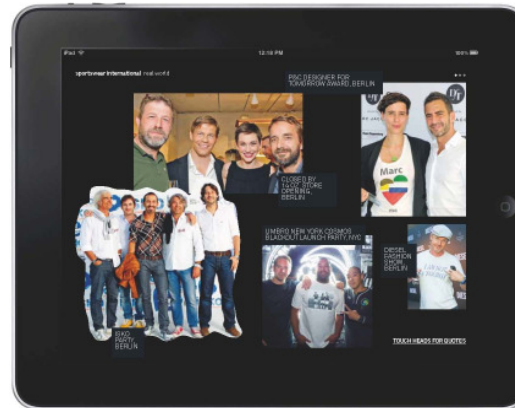 iPad
12:18 PM
100%
sportswear international real world
P&C DESIGNER FOR
TOMORROW AWARD, BERLIN
Marc
CLOSED BY
14 OZ STORE
OPENING,
BERLIN
UMBRO NEW YORK COSMOS
BLACKOUT LAUNCH PARTY, NYC
DIESEL
FASHION
SHOW,
BERLIN
PARTY,
BERLIN
TOUCH HEADS FOR QUOTES